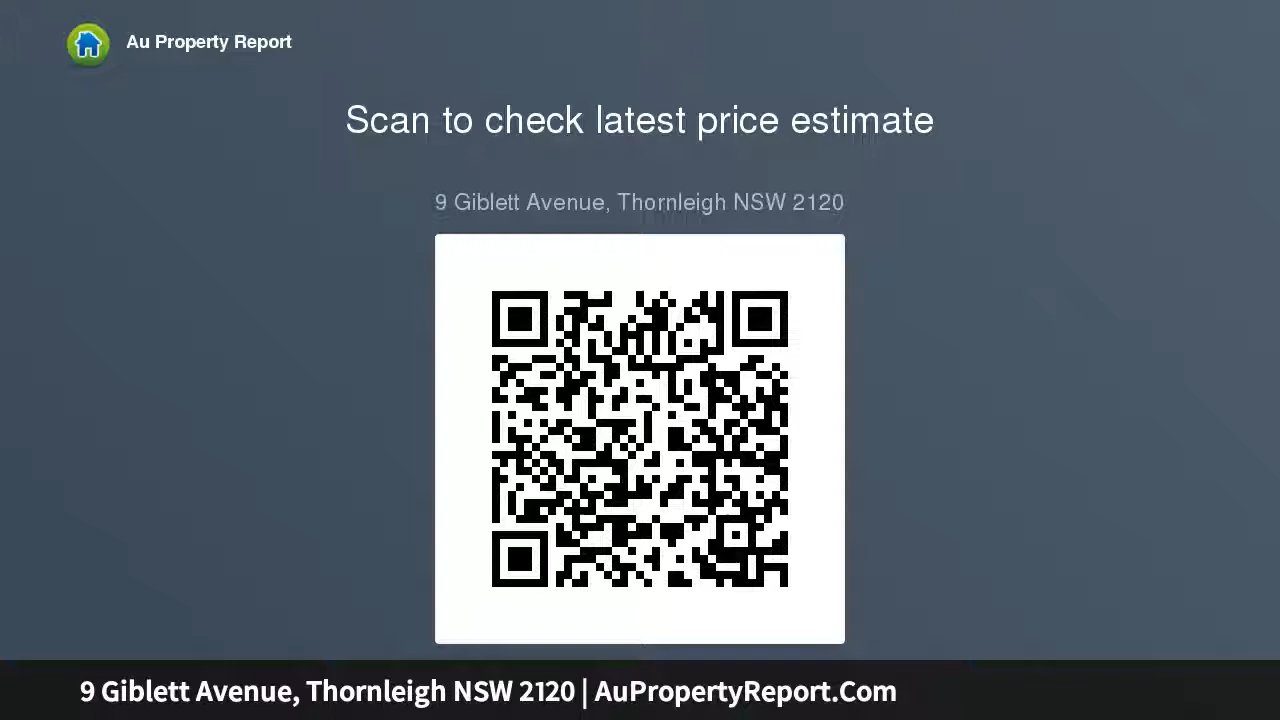 Au Property Report
Scan to check latest price estimate
9 Giblett Avenue, Thornleigh NSW 2120
9 Giblett Avenue, Thornleigh NSW 2120 | AuPropertyReport.Com